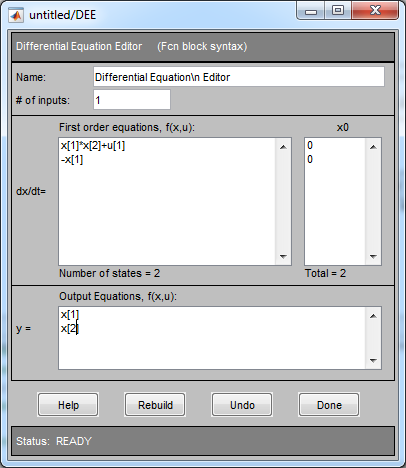 untitled/DEE
Differential Equation Editor (Fcn block syntax)
Name: Differential Equation\n Editor
# of inputs: 1
First order equations, f(x,u): x0
dx/dt=
x[1]*x[2]+u[1] 0
-x[1] 0
Number of states = 2 Total = 2
Output Equations, f(x,u):
y =
x[1]
x[2]
Help Rebuild Undo Done
Status: READY